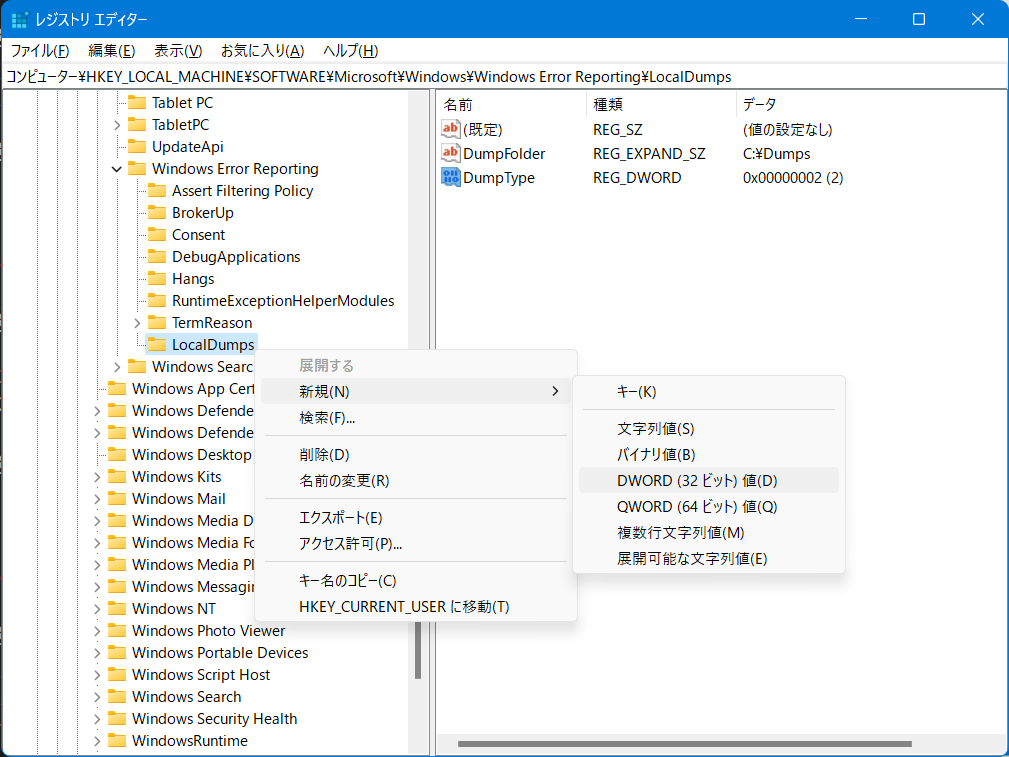 レジストリ エディター
ファイル(F) 編集(E) 表示(V) お気に入り(A) ヘルプ(H)
コンピューター¥HKEY_LOCAL_MACHINE¥SOFTWARE¥Microsoft¥Windows¥Windows Error Reporting¥LocalDumps
Tablet PC
TabletPC
UpdateApi
Windows Error Reporting
Assert Filtering Policy
BrokerUp
Consent
DebugApplications
Hangs
RuntimeExceptionHelperModules
TermReason
LocalDumps
Windows Searc
Windows App Cert
Windows Defende
Windows Defende
Windows Desktop
Windows Kits
Windows Mail
Windows Media D
Windows Media Fo
Windows Media Pl
Windows Messagin
Windows NT
Windows Photo Viewer
Windows Portable Devices
Windows Script Host
Windows Search
Windows Security Health
WindowsRuntime
名前 種類 データ
(既定) REG_SZ (値の設定なし)
DumpFolder REG_EXPAND_SZ C:¥Dumps
DumpType REG_DWORD 0x00000002 (2)
展開する
新規(N)
検索(F)...
削除(D)
名前の変更(R)
エクスポート(E)
アクセス許可(P)...
キー名のコピー(C)
HKEY_CURRENT_USER に移動(T)
キー(K)
文字列値(S)
バイナリ値(B)
DWORD (32 ビット) 値(D)
QWORD (64 ビット) 値(Q)
複数行文字列値(M)
展開可能な文字列値(E)